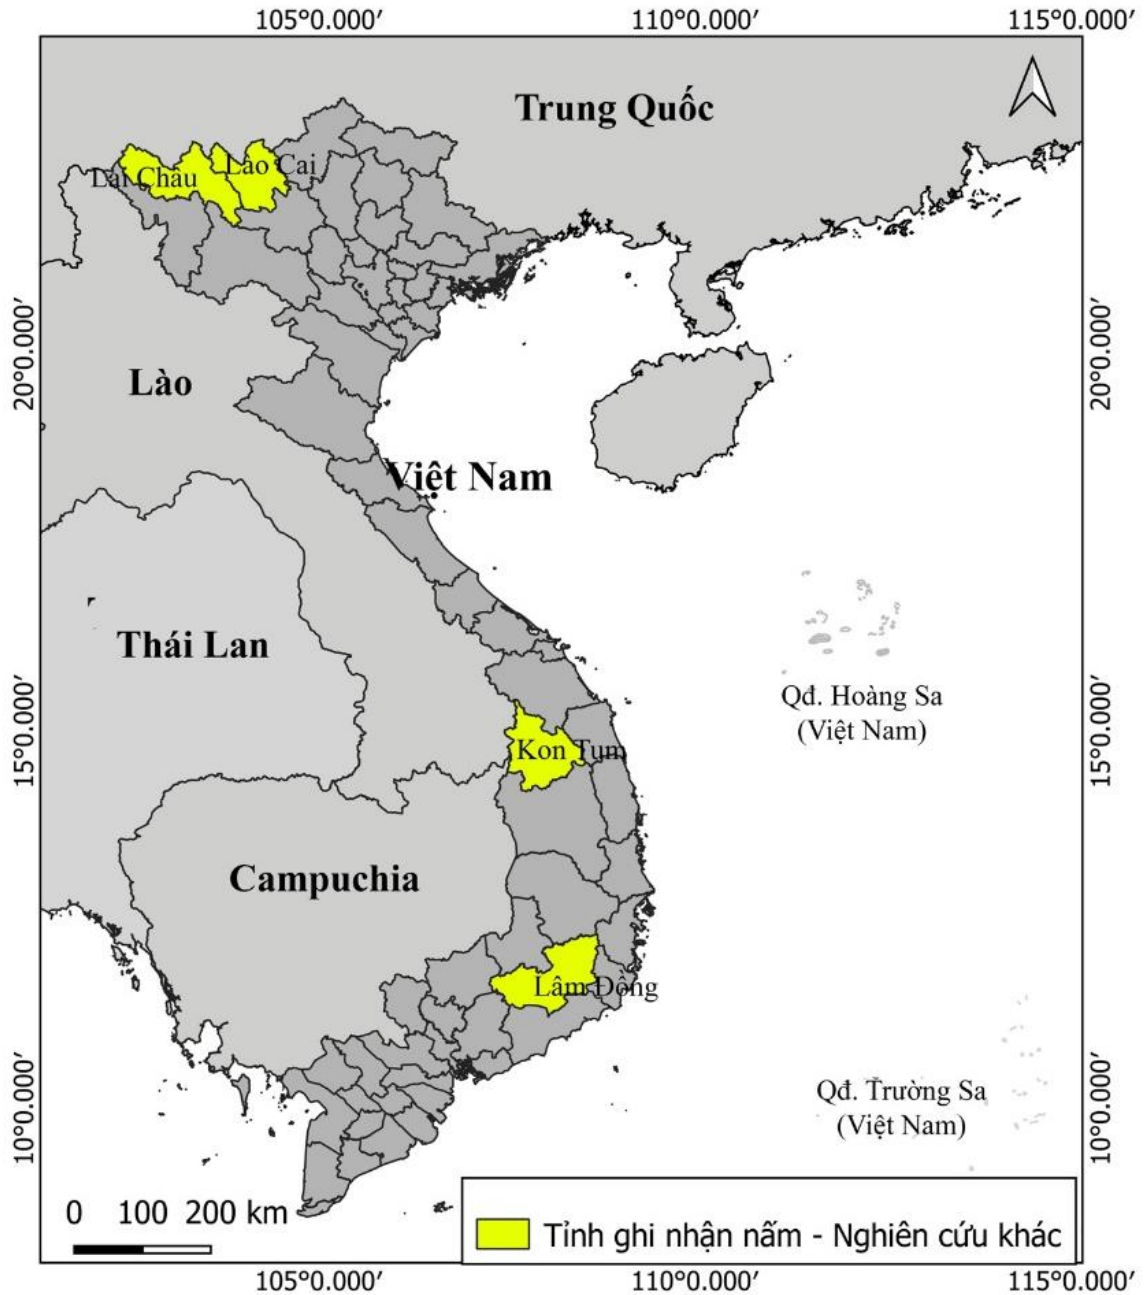 105°0.000′ 110°0.000′ 115°0.000′
Trung Quốc
Lai Châu
Lào Cai
20°0.000′
20°0.000′
Lào
Việt Nam
Thái Lan
Qđ. Hoàng Sa
(Việt Nam)
15°0.000′
15°0.000′
Kon Tum
Campuchia
Lâm Đồng
10°0.000′
10°0.000′
Qđ. Trường Sa
(Việt Nam)
0 100 200 km
Tỉnh ghi nhận nấm - Nghiên cứu khác
105°0.000′ 110°0.000′ 115°0.000′